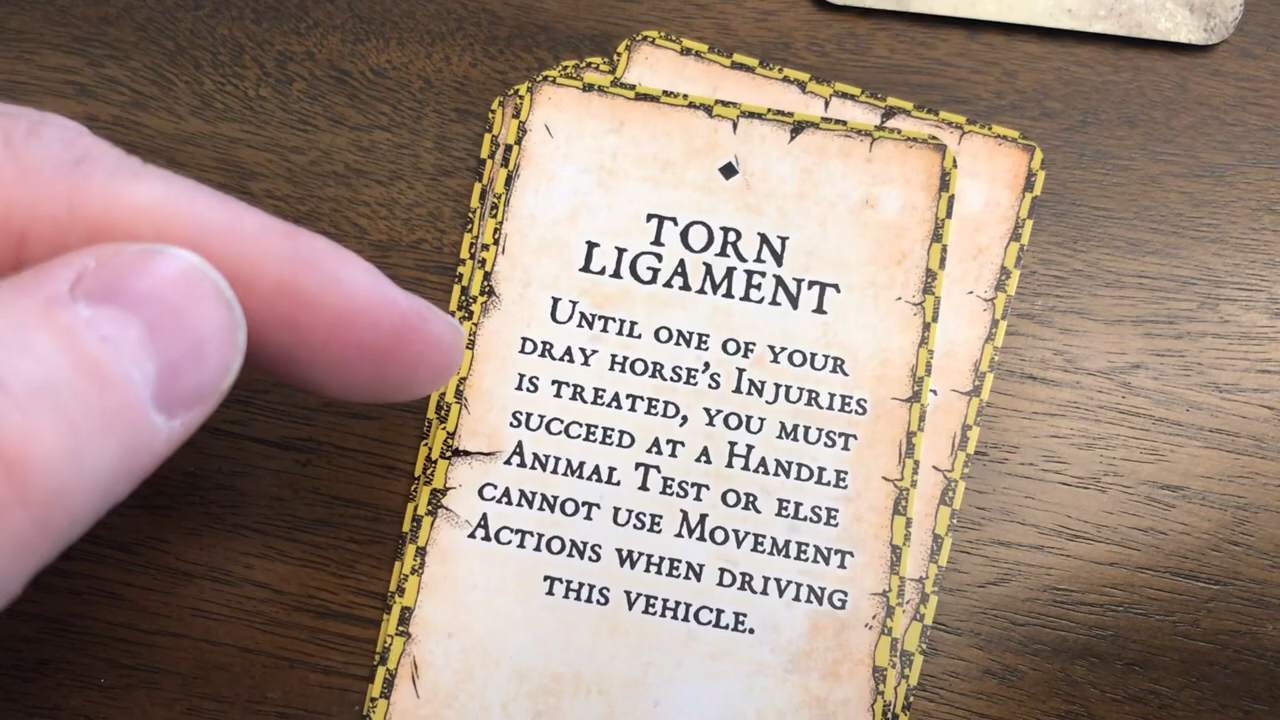 TORN
LIGAMENT
UNTIL ONE OF YOUR
DRAY HORSE'S INJURIES
IS TREATED, YOU MUST
SUCCEED AT A HANDLE
ANIMAL TEST OR ELSE
CANNOT USE MOVEMENT
ACTIONS WHEN DRIVING
THIS VEHICLE.